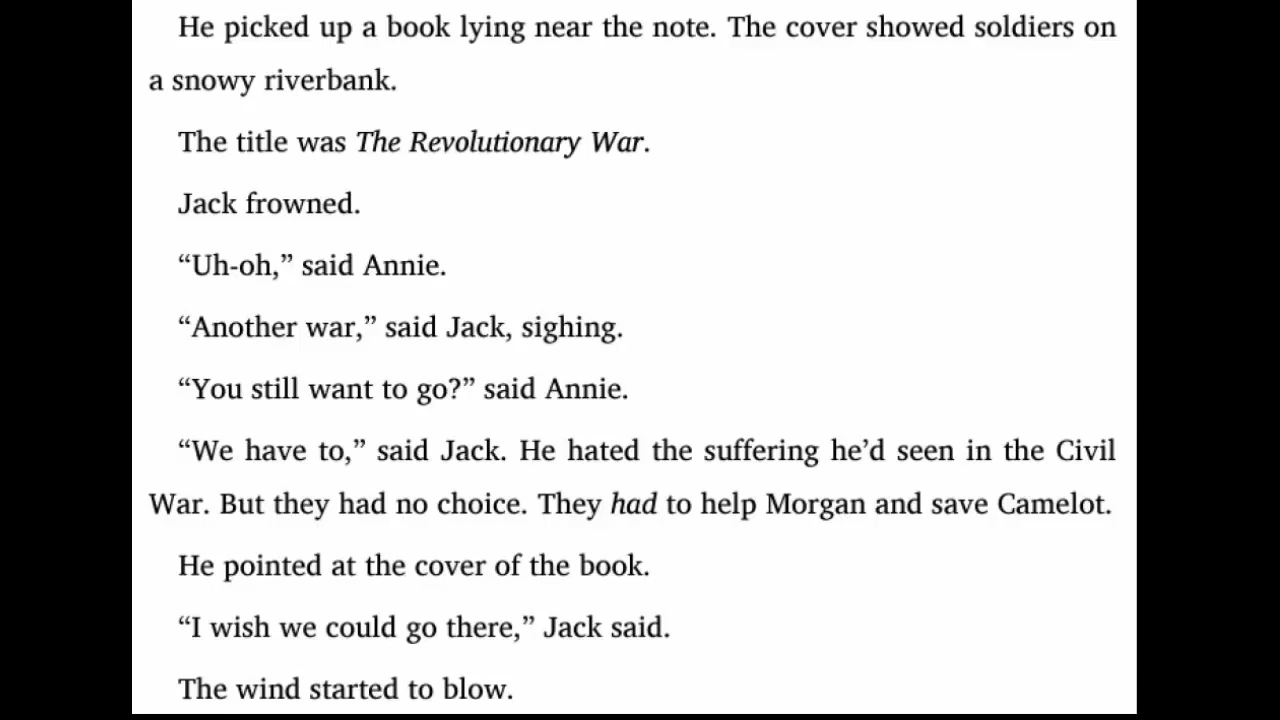 He picked up a book lying near the note. The cover showed soldiers on
a snowy riverbank.
The title was The Revolutionary War.
Jack frowned.
“Uh-oh,” said Annie.
“Another war,” said Jack, sighing.
“You still want to go?” said Annie.
“We have to,” said Jack. He hated the suffering he’d seen in the Civil
War. But they had no choice. They had to help Morgan and save Camelot.
He pointed at the cover of the book.
“I wish we could go there,” Jack said.
The wind started to blow.